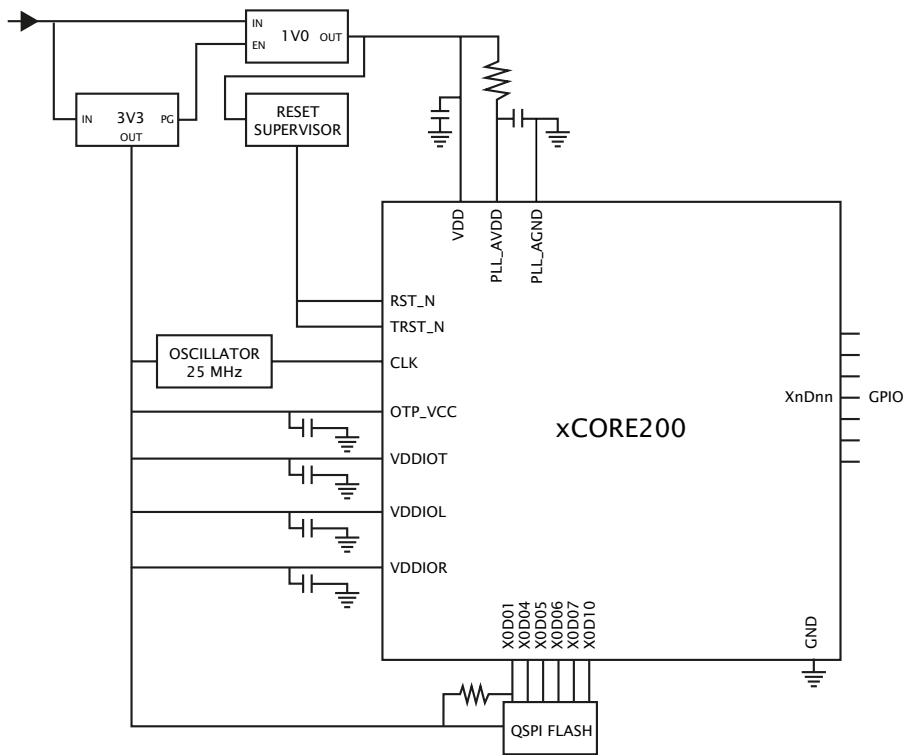 IN
1V0 OUT
EN
IN
3V3
PG
OUT
RESET
SUPERVISOR
VDD
PLL_AVDD
PLL_AGND
RST_N
TRST_N
OSCILLATOR
25 MHz
CLK
XnDnn
GPIO
OTP_VCC
xCORE200
VDDIOT
VDDIOL
VDDIOR
X0D01
X0D04
X0D05
X0D06
X0D07
X0D10
GND
QSPI FLASH